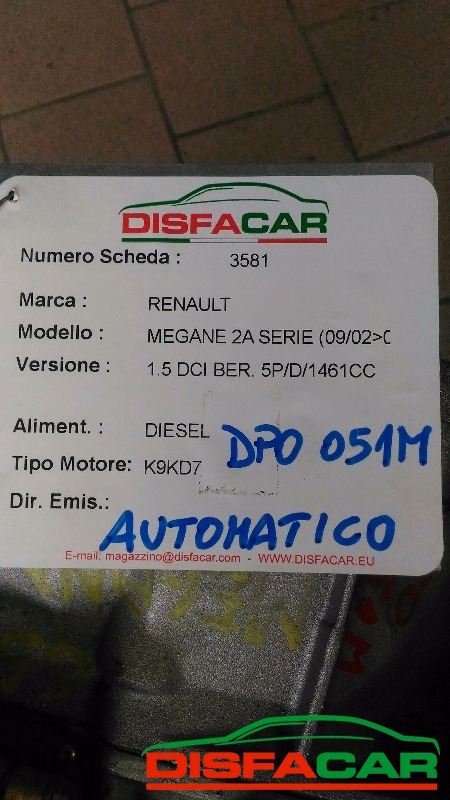 DISFACAR
Numero Scheda : 3581
Marca : RENAULT
Modello : MEGANE 2A SERIE (09/02>0
Versione : 1.5 DCI BER. 5P/D/1461CC
Aliment. : DIESEL
DPO 051M
Tipo Motore: K9KD7
Dir. Emis.:
AUTOMATICO
E-mail: magazzino@disfacar.com - WWW.DISFACAR.EU
DISFACAR